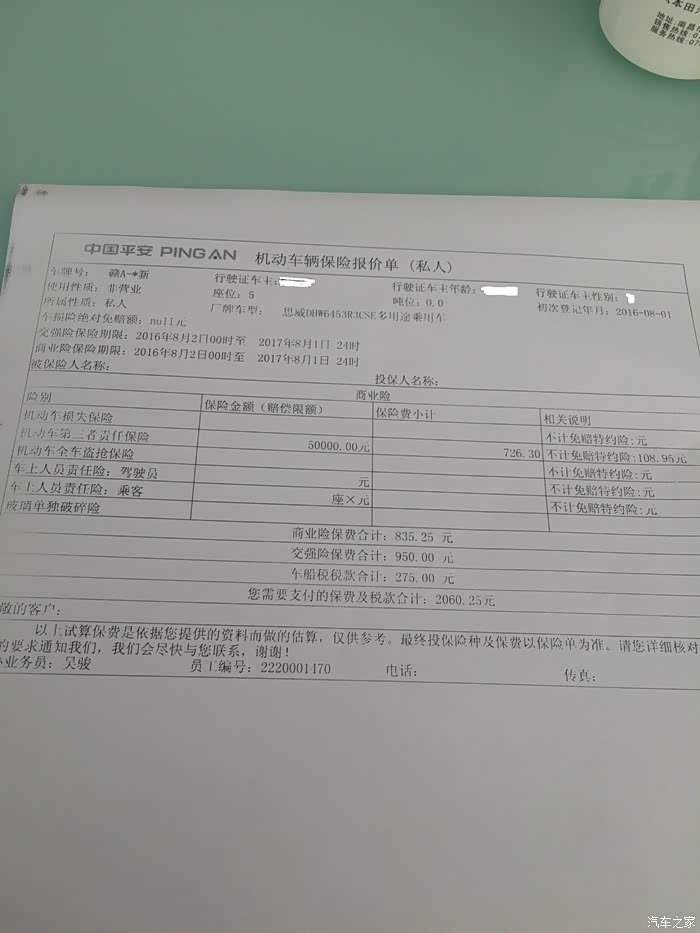 本田
地址:南昌
销售热线:0
服务热线:07
中国平安 PING AN 机动车辆保险报价单 (私人)
车牌号: 赣A-*新 行驶证车主: 行驶证车主年龄: 行驶证车主性别:
使用性质: 非营业 座位: 5 吨位: 0.0 初次登记年月: 2016-08-01
所属性质: 私人 厂牌车型: 思威DHW6453R3CSE多用途乘用车
车损险绝对免赔额: null元
交强险保险期限: 2016年8月2日00时至 2017年8月1日 24时
商业险保险期限: 2016年8月2日00时至 2017年8月1日 24时
被保险人名称: 投保人名称:
商业险
险别 保险金额(赔偿限额) 保险费小计 相关说明
机动车损失保险 不计免赔特约险:元
机动车第三者责任保险 50000.00元 726.30 不计免赔特约险:108.95元
机动车全车盗抢保险 不计免赔特约险:元
车上人员责任险: 驾驶员 元 不计免赔特约险:元
车上人员责任险: 乘客 座×元 不计免赔特约险:元
玻璃单独破碎险
商业险保费合计: 835.25 元
交强险保费合计: 950.00 元
车船税税款合计: 275.00 元
您需要支付的保费及税款合计: 2060.25元
敬的客户:
以上试算保费是依据您提供的资料而做的估算, 仅供参考。最终投保险种及保费以保险单为准。请您详细核对
的要求通知我们, 我们会尽快与您联系, 谢谢!
业务员: 吴骏 员工编号: 2220001470 电话: 传真:
汽车之家